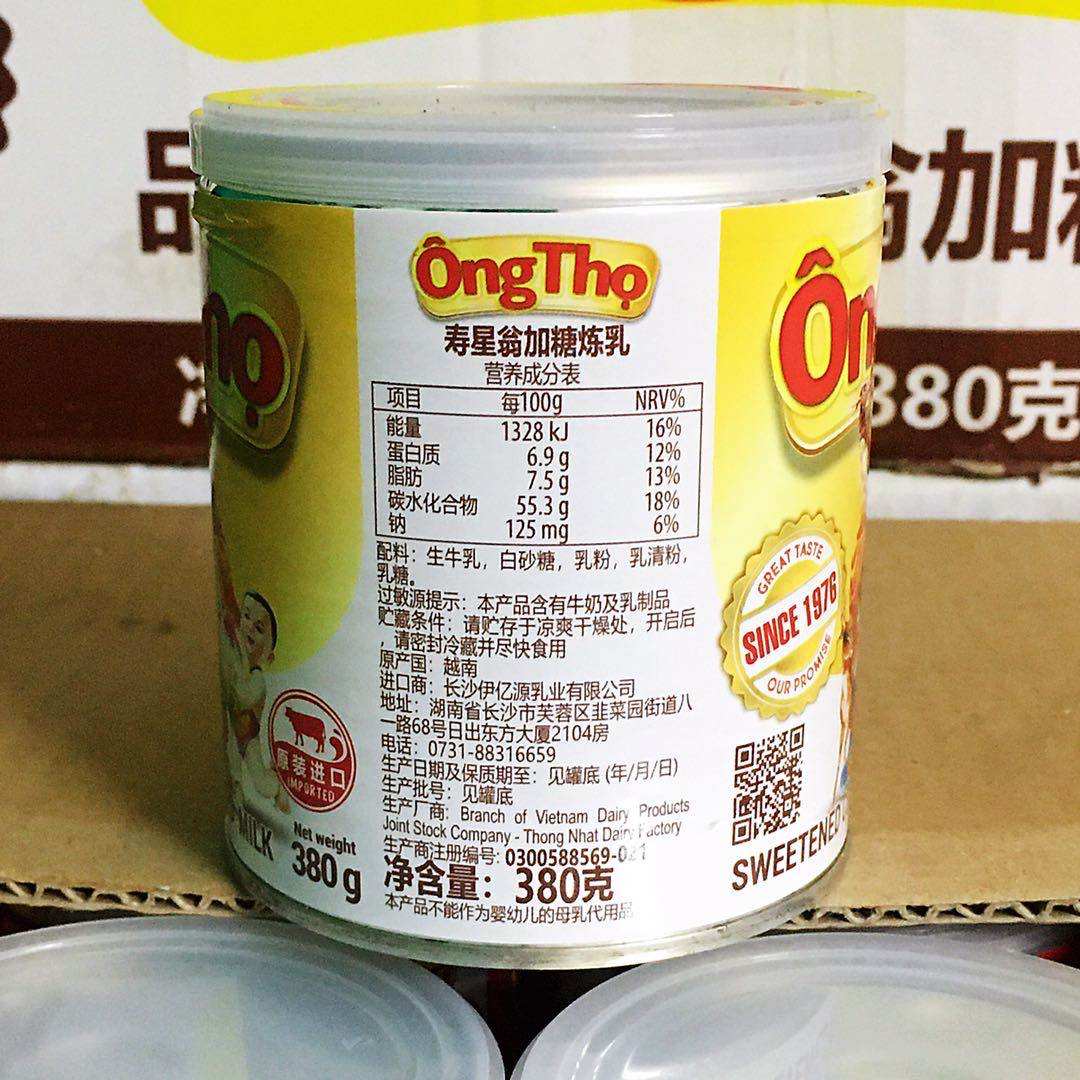 品
翁加糖
净
380克
ÔngThọ
寿星翁加糖炼乳
营养成分表
项目 每100g NRV%
能量 1328 kJ 16%
蛋白质 6.9 g 12%
脂肪 7.5 g 13%
碳水化合物 55.3 g 18%
钠 125 mg 6%
配料：生牛乳，白砂糖，乳粉，乳清粉，
乳糖。
过敏源提示：本产品含有牛奶及乳制品
贮藏条件：请贮存于凉爽干燥处，开启后
，请密封冷藏并尽快食用
原产国：越南
进口商：长沙伊亿源乳业有限公司
地址：湖南省长沙市芙蓉区韭菜园街道八
一路68号日出东方大厦2104房
电话：0731-88316659
生产日期及保质期至：见罐底 (年/月/日)
生产批号：见罐底
生产厂商：Branch of Vietnam Dairy Products
Joint Stock Company - Thong Nhat Dairy Factory
生产商注册编号：0300588569-021
净含量：380克
本产品不能作为婴幼儿的母乳代用品
họ
原装进口
IMPORTED
MILK
Net weight
380 g
Ôn
GREAT TASTE
SINCE 1976
OUR PROMISE
SWEETENED